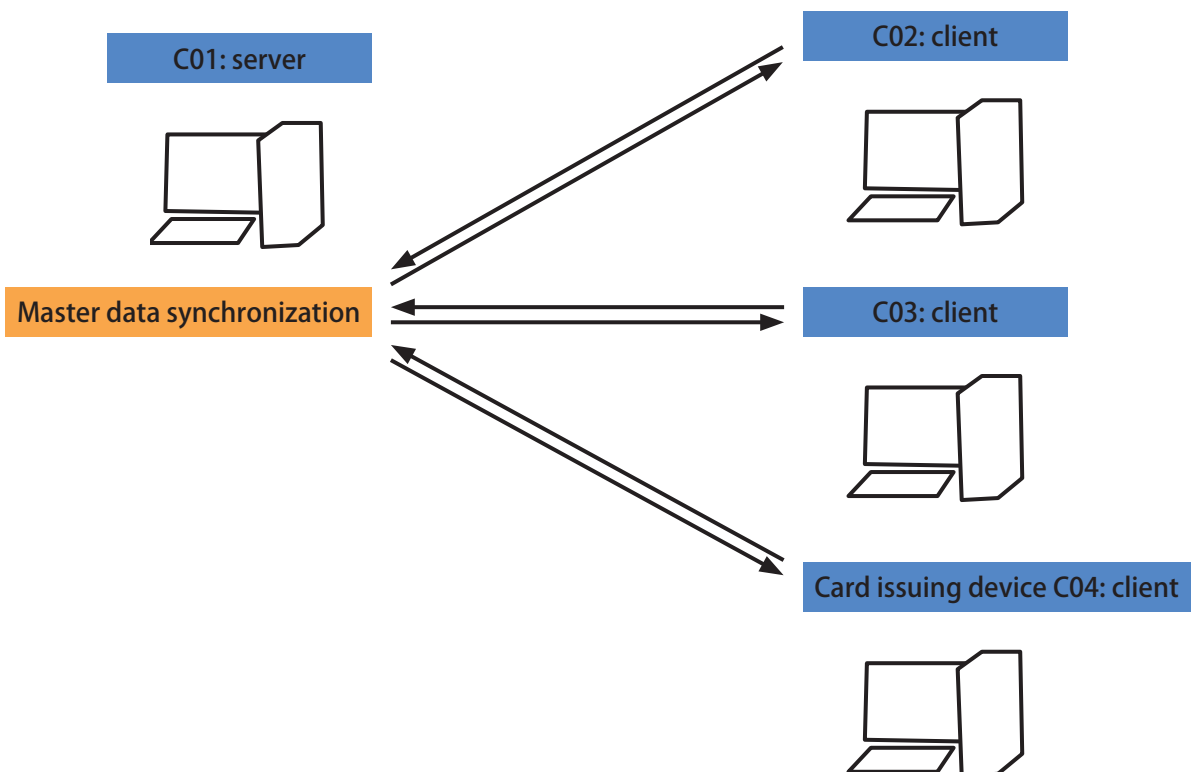 C01: server
C02: client
Master data synchronization
C03: client
Card issuing device C04: client